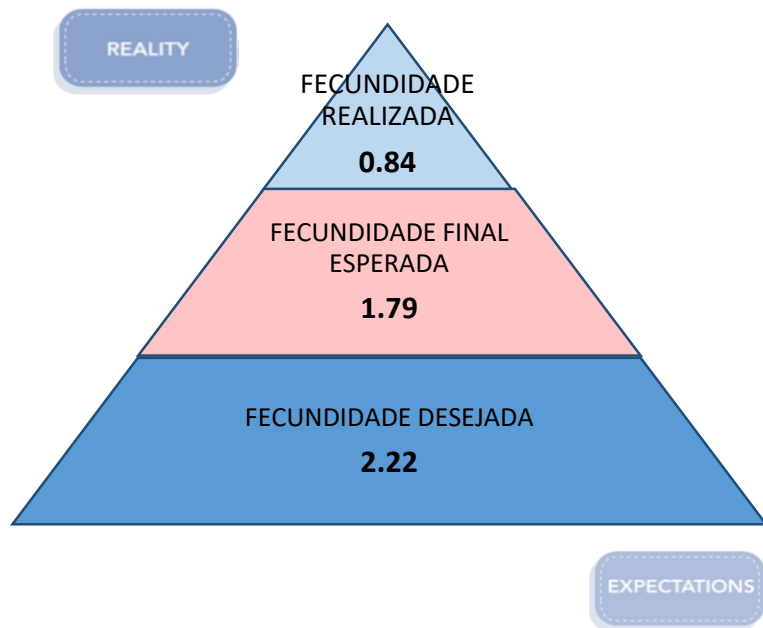 REALITY
FECUNDIDADE
REALIZADA
0.84
FECUNDIDADE FINAL
ESPERADA
1.79
FECUNDIDADE DESEJADA
2.22
EXPECTATIONS